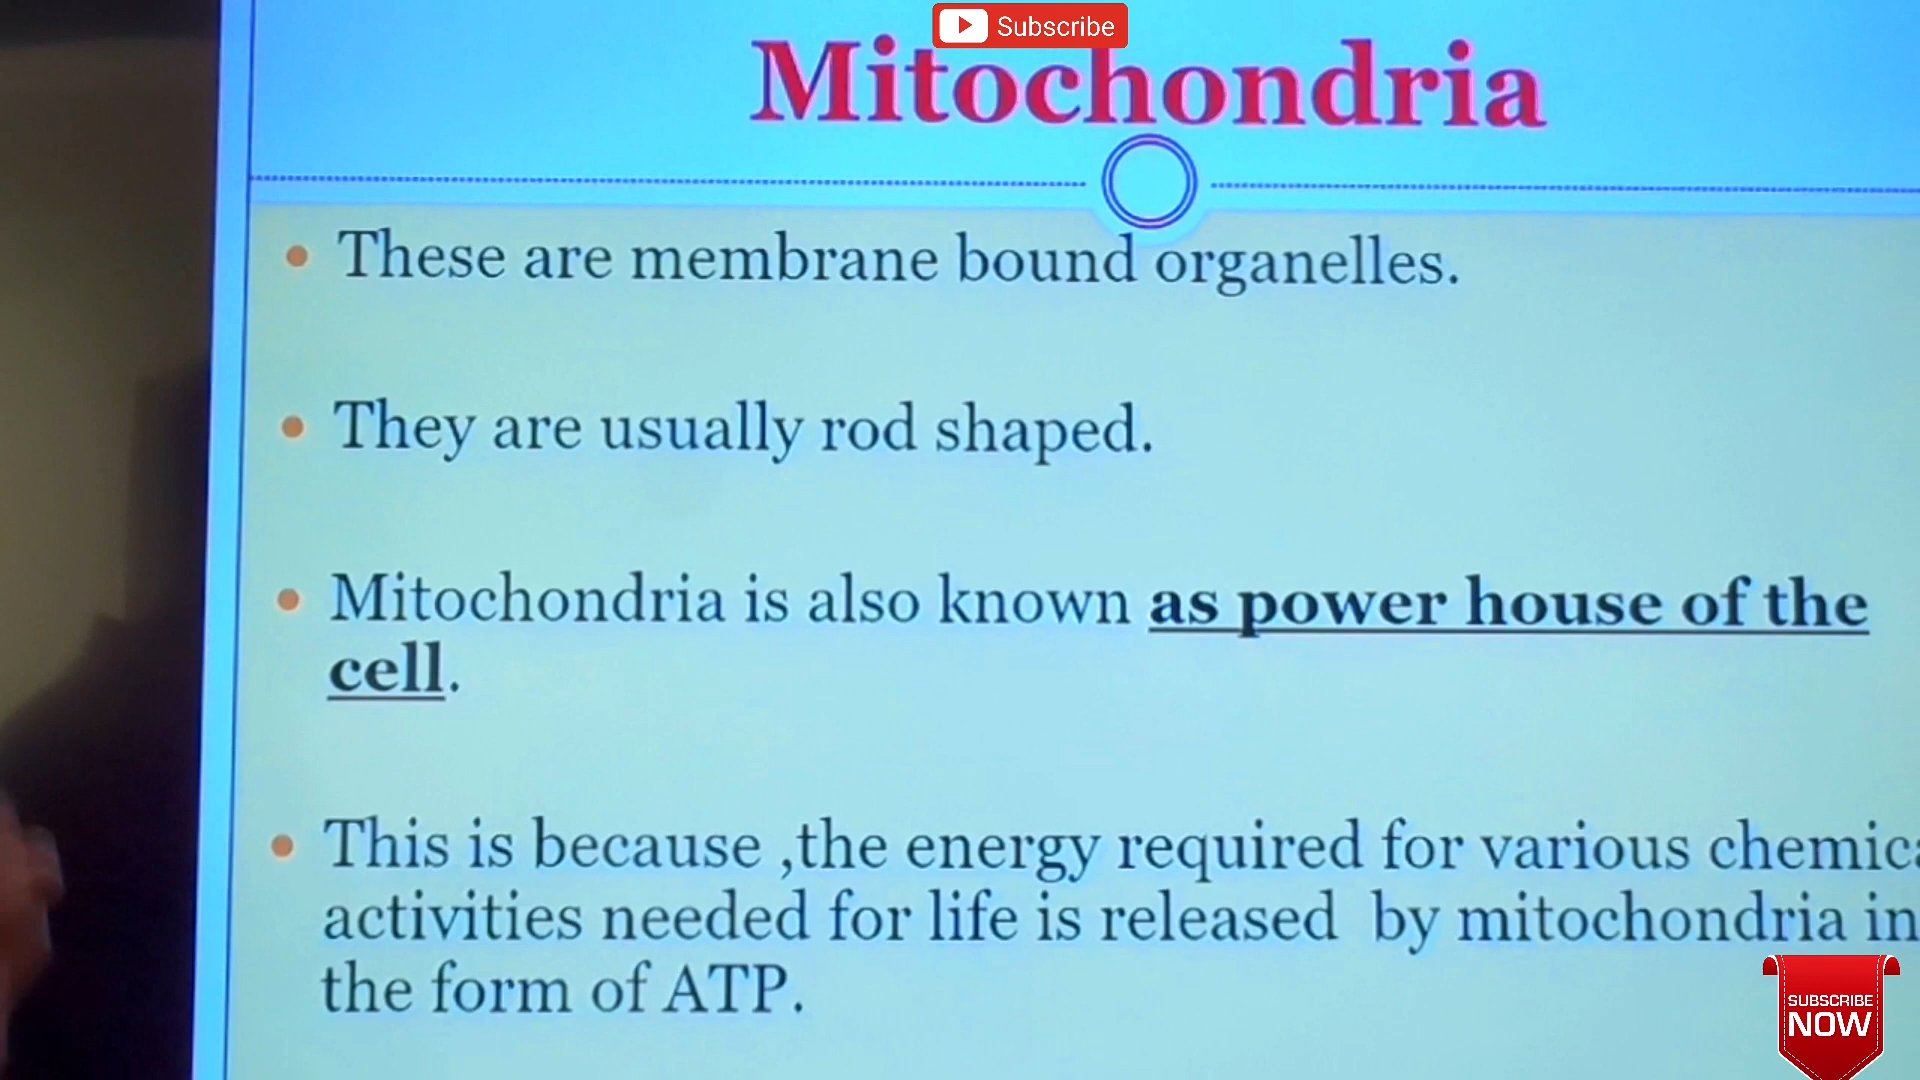 Subscribe
Mitochondria
• These are membrane bound organelles.
• They are usually rod shaped.
• Mitochondria is also known as power house of the
cell.
• This is because ,the energy required for various chemica
activities needed for life is released by mitochondria in
the form of ATP.
SUBSCRIBE
NOW